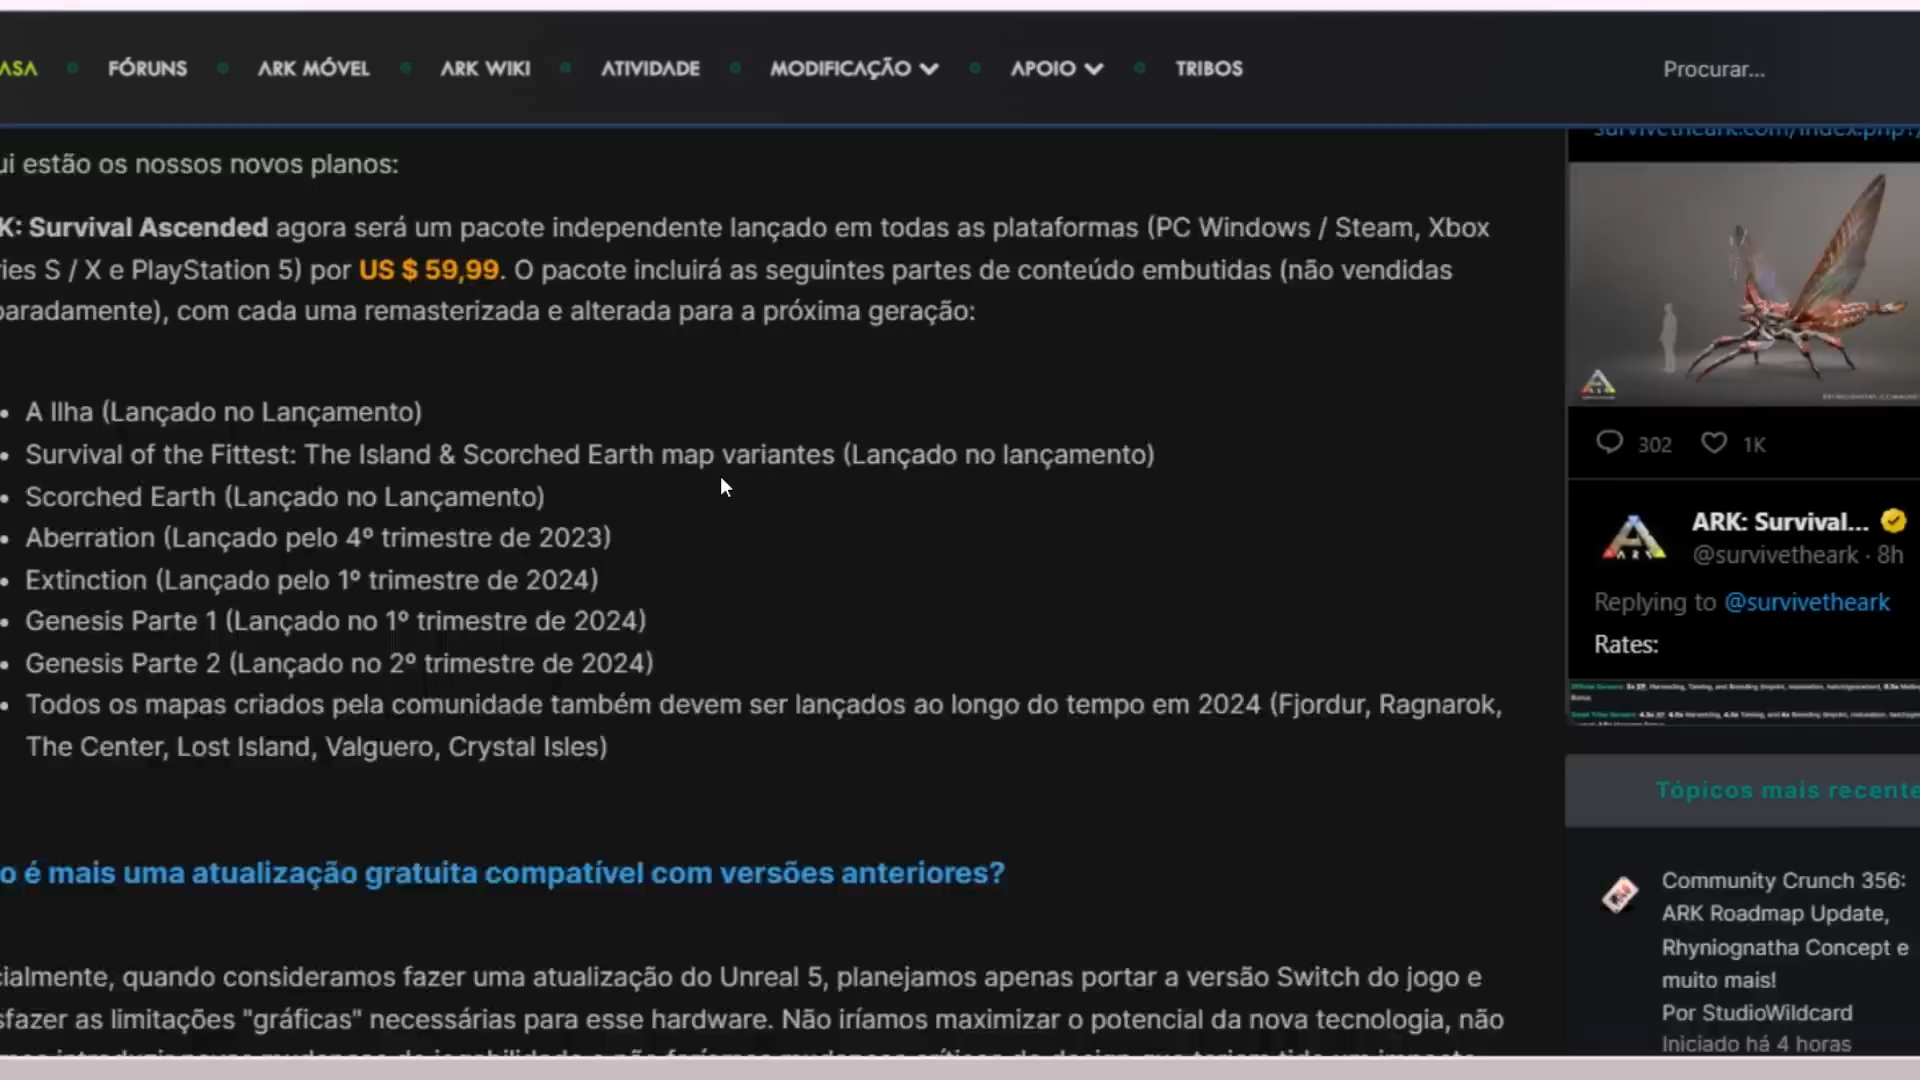 ASA FÓRUNS ARK MÓVEL ARK WIKI ATIVIDADE MODIFICAÇÃO APOIO TRIBOS Procurar...
ui estão os nossos novos planos:
K: Survival Ascended agora será um pacote independente lançado em todas as plataformas (PC Windows / Steam, Xbox
ries S / X e PlayStation 5) por US $ 59,99. O pacote incluirá as seguintes partes de conteúdo embutidas (não vendidas
paradamente), com cada uma remasterizada e alterada para a próxima geração:
• A Ilha (Lançado no Lançamento)
• Survival of the Fittest: The Island & Scorched Earth map variantes (Lançado no lançamento)
• Scorched Earth (Lançado no Lançamento)
• Aberration (Lançado pelo 4º trimestre de 2023)
• Extinction (Lançado pelo 1º trimestre de 2024)
• Genesis Parte 1 (Lançado no 1º trimestre de 2024)
• Genesis Parte 2 (Lançado no 2º trimestre de 2024)
• Todos os mapas criados pela comunidade também devem ser lançados ao longo do tempo em 2024 (Fjordur, Ragnarok,
The Center, Lost Island, Valguero, Crystal Isles)
o é mais uma atualização gratuita compatível com versões anteriores?
cialmente, quando consideramos fazer uma atualização do Unreal 5, planejamos apenas portar a versão Switch do jogo e
sfazer as limitações "gráficas" necessárias para esse hardware. Não iríamos maximizar o potencial da nova tecnologia, não
survivetheark.com/index.php?/
ARK
302 1K
ARK: Survival...
@survivetheark · 8h
ARK
Replying to @survivetheark
Rates:
Tópicos mais recente
Community Crunch 356:
ARK Roadmap Update,
Rhyniognatha Concept e
muito mais!
Por StudioWildcard
Iniciado há 4 horas